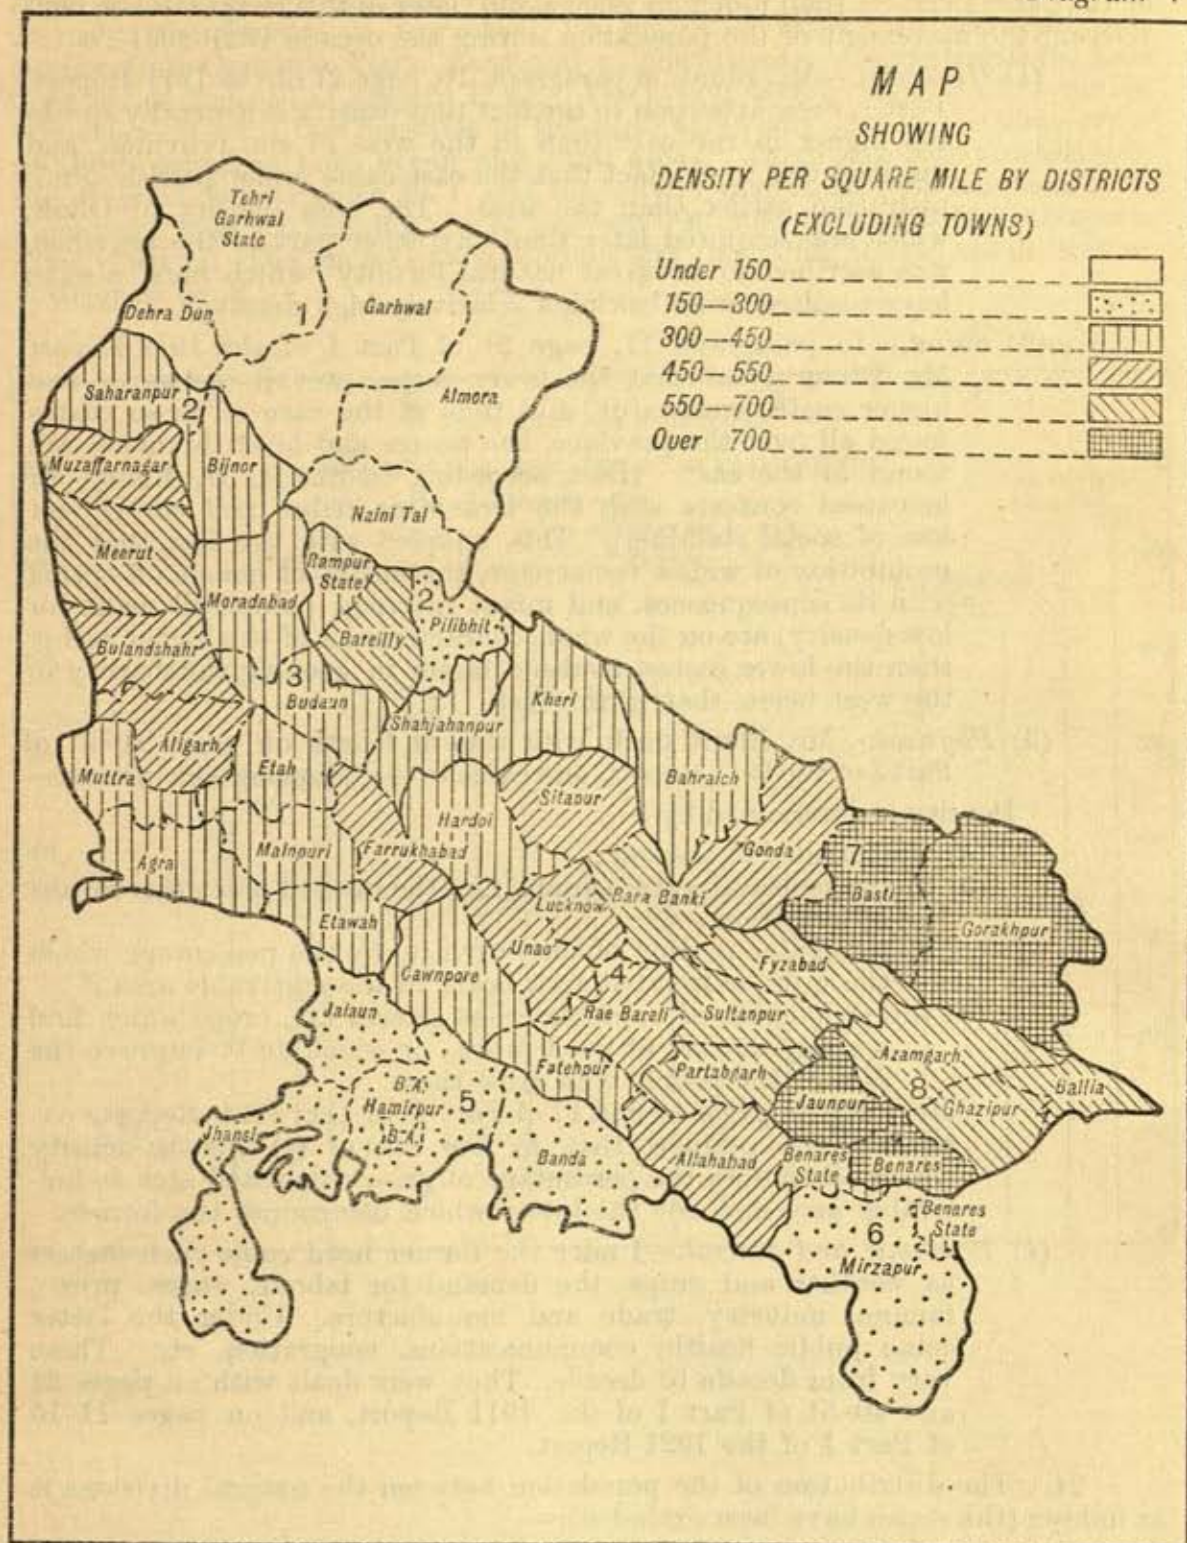 MAP
SHOWING
DENSITY PER SQUARE MILE BY DISTRICTS
(EXCLUDING TOWNS)
Under 150
150—300
300—450
450—550
550—700
Over 700
Tehri
Garhwal
State
Dehra Dun
1
Garhwal
Almora
Saharanpur
2
Muzaffarnagar
Bijnor
Naini Tal
Meerut
Moradabad
Rampur
State
2
Pilibhit
Bareilly
Bulandshahr
3
Budaun
Shahjahanpur
Kheri
Aligarh
Etah
Muttra
Bahraich
Sitapur
Hardoi
Agra
Mainpuri
Farrukhabad
Gonda
7
Basti
Gorakhpur
Etawah
Lucknow
Bara Banki
Unao
Cawnpore
4
Fyzabad
Rae Bareli
Sultanpur
Jalaun
Fatehpur
Partabgarh
Azamgarh
8
Ballia
Ghazipur
B.A.
Hamirpur
5
B.A.
Jaunpur
Jhansi
Banda
Allahabad
Benares
State
Benares
Benares
State
6
Mirzapur